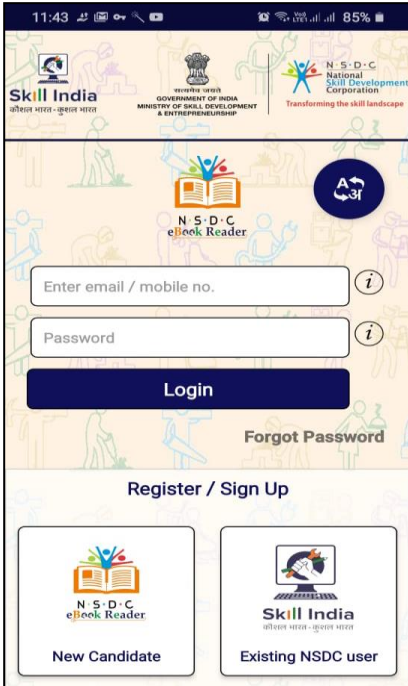 11:43
85%
Skill India
कौशल भारत - कुशल भारत
सत्यमेव जयते
GOVERNMENT OF INDIA
MINISTRY OF SKILL DEVELOPMENT
& ENTREPRENEURSHIP
N·S·D·C
National
Skill Development
Corporation
Transforming the skill landscape
N·S·D·C
eBook Reader
A अ
Enter email / mobile no.
i
Password
i
Login
Forgot Password
Register / Sign Up
N·S·D·C
eBook Reader
New Candidate
Skill India
कौशल भारत - कुशल भारत
Existing NSDC user